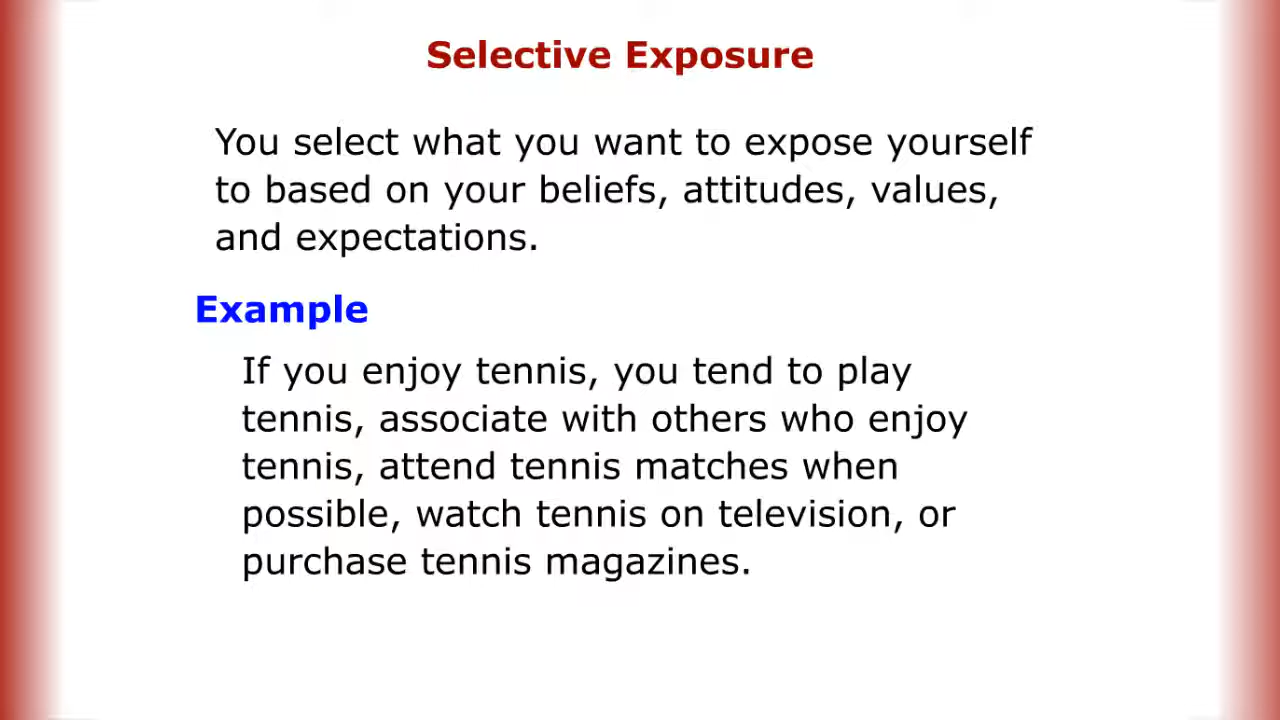 Selective Exposure
You select what you want to expose yourself
to based on your beliefs, attitudes, values,
and expectations.
Example
If you enjoy tennis, you tend to play
tennis, associate with others who enjoy
tennis, attend tennis matches when
possible, watch tennis on television, or
purchase tennis magazines.